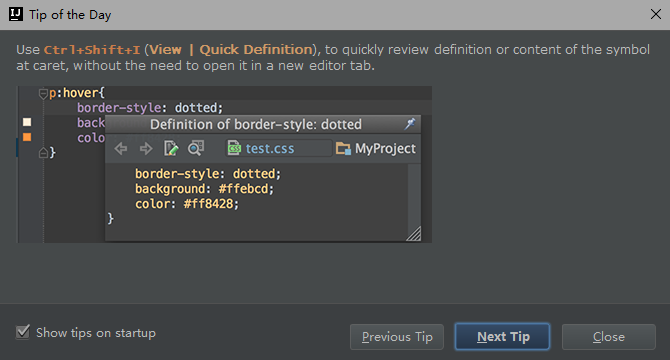 IJ Tip of the Day
Use Ctrl+Shift+I (View | Quick Definition), to quickly review definition or content of the symbol
at caret, without the need to open it in a new editor tab.
p:hover{
border-style: dotted;
back
colo
}
Definition of border-style: dotted
test.css MyProject
border-style: dotted;
background: #ffebcd;
color: #ff8428;
}
Show tips on startup
Previous Tip Next Tip Close